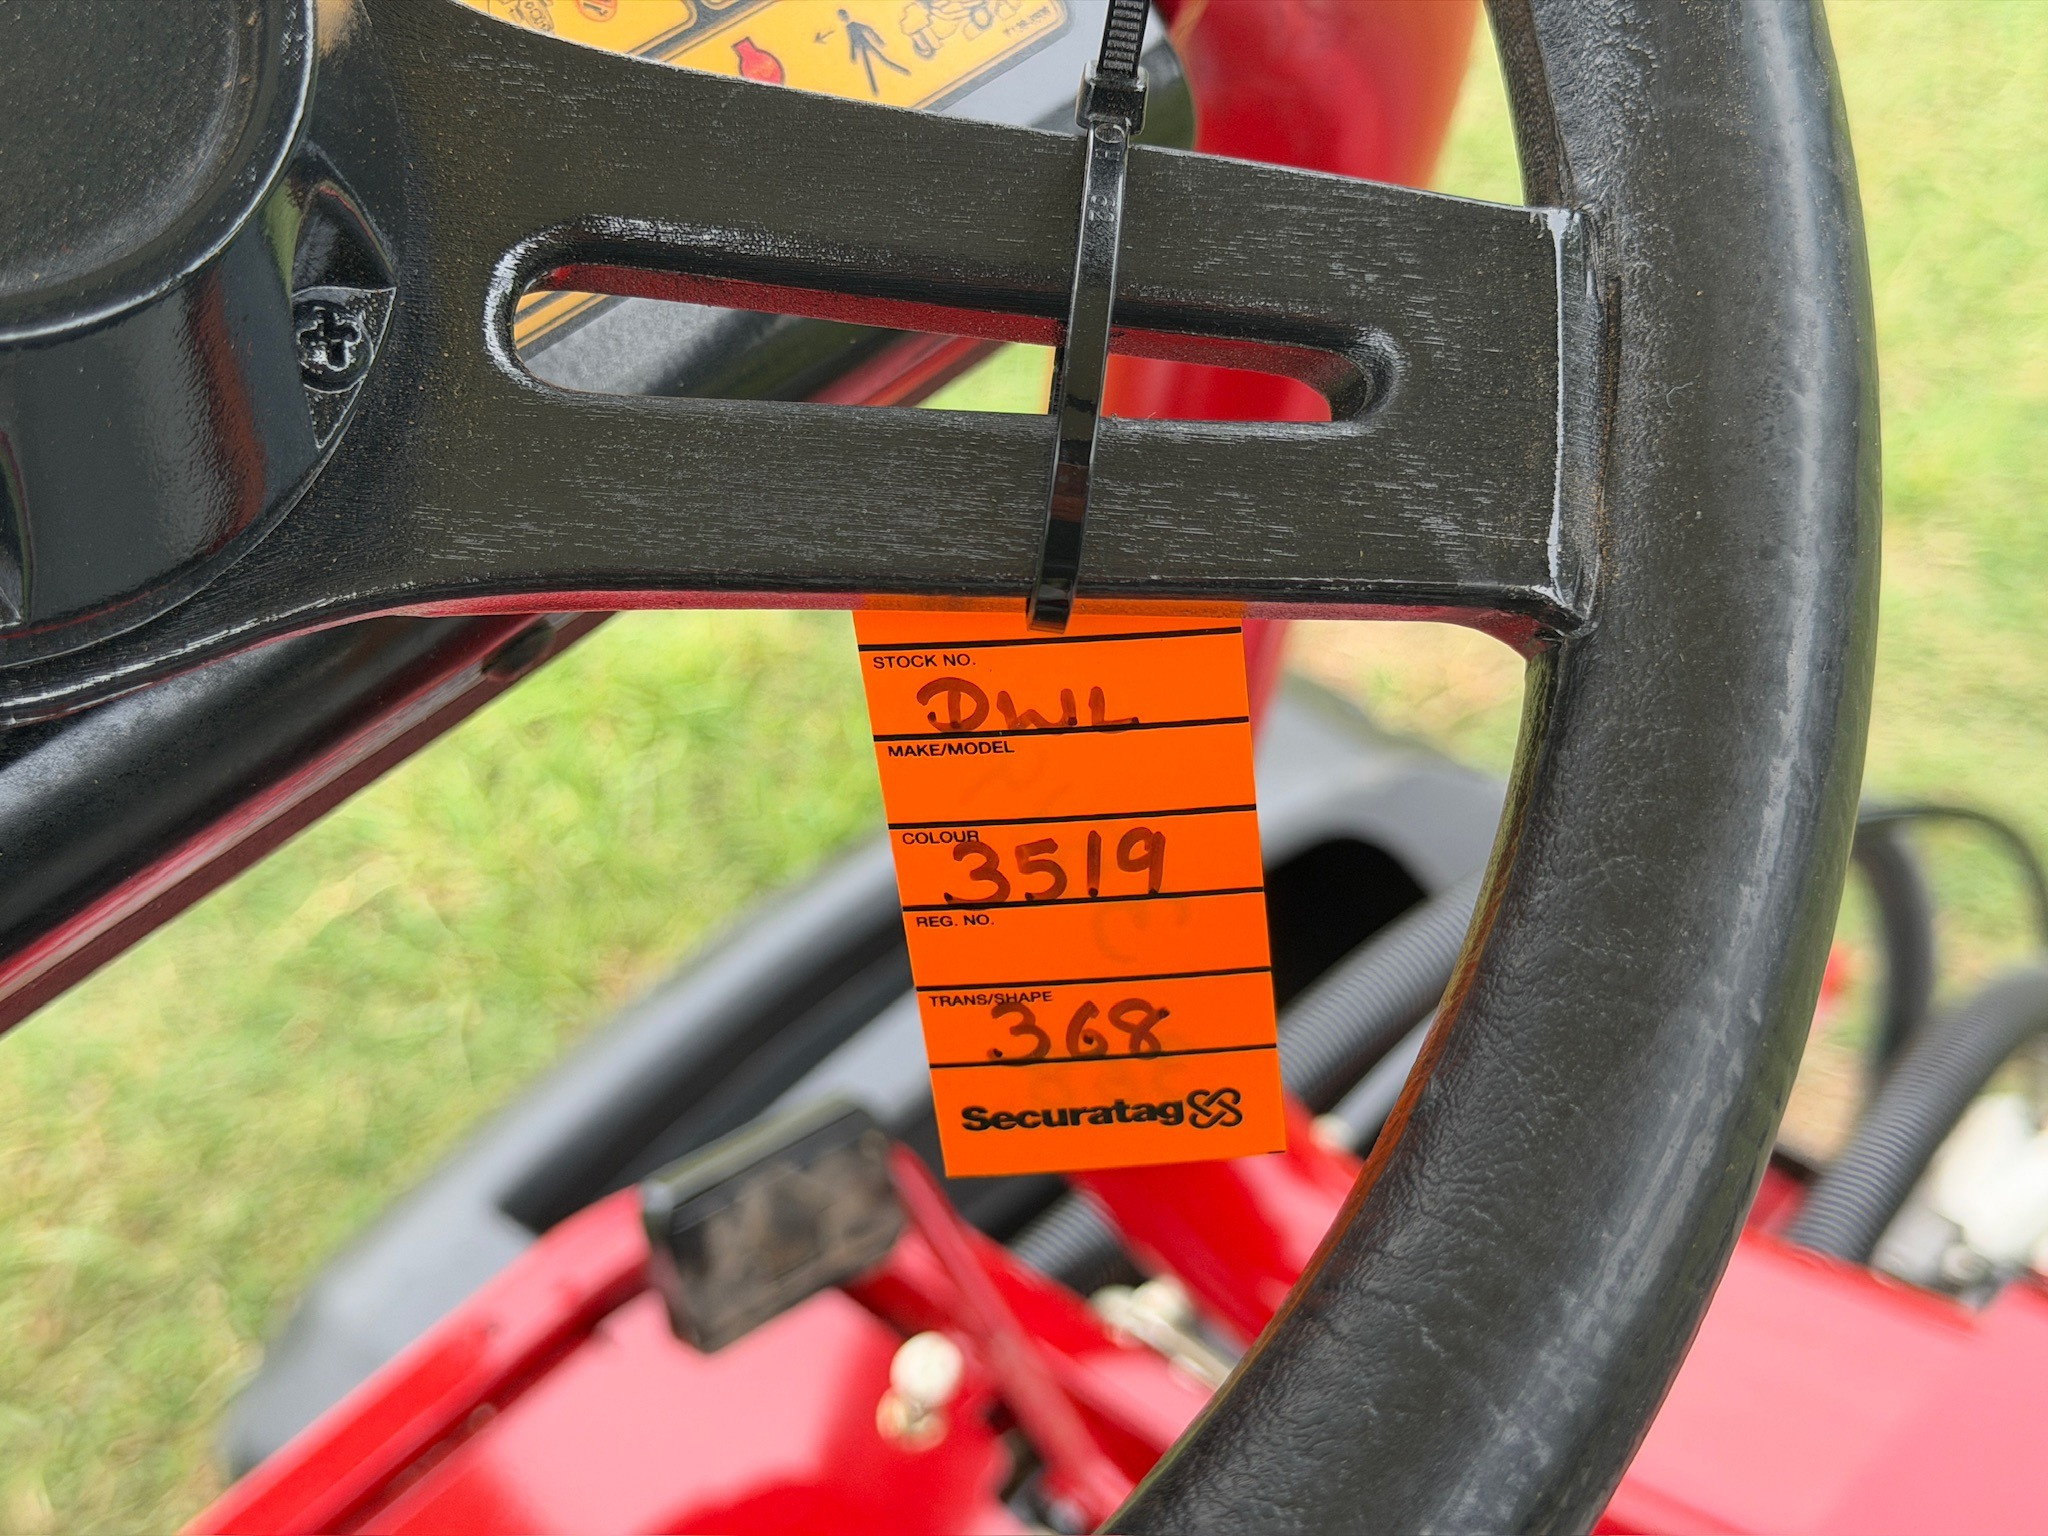 STOCK NO.
DWL
MAKE/MODEL
COLOUR
3519
REG. NO.
TRANS/SHAPE
368
Securatag